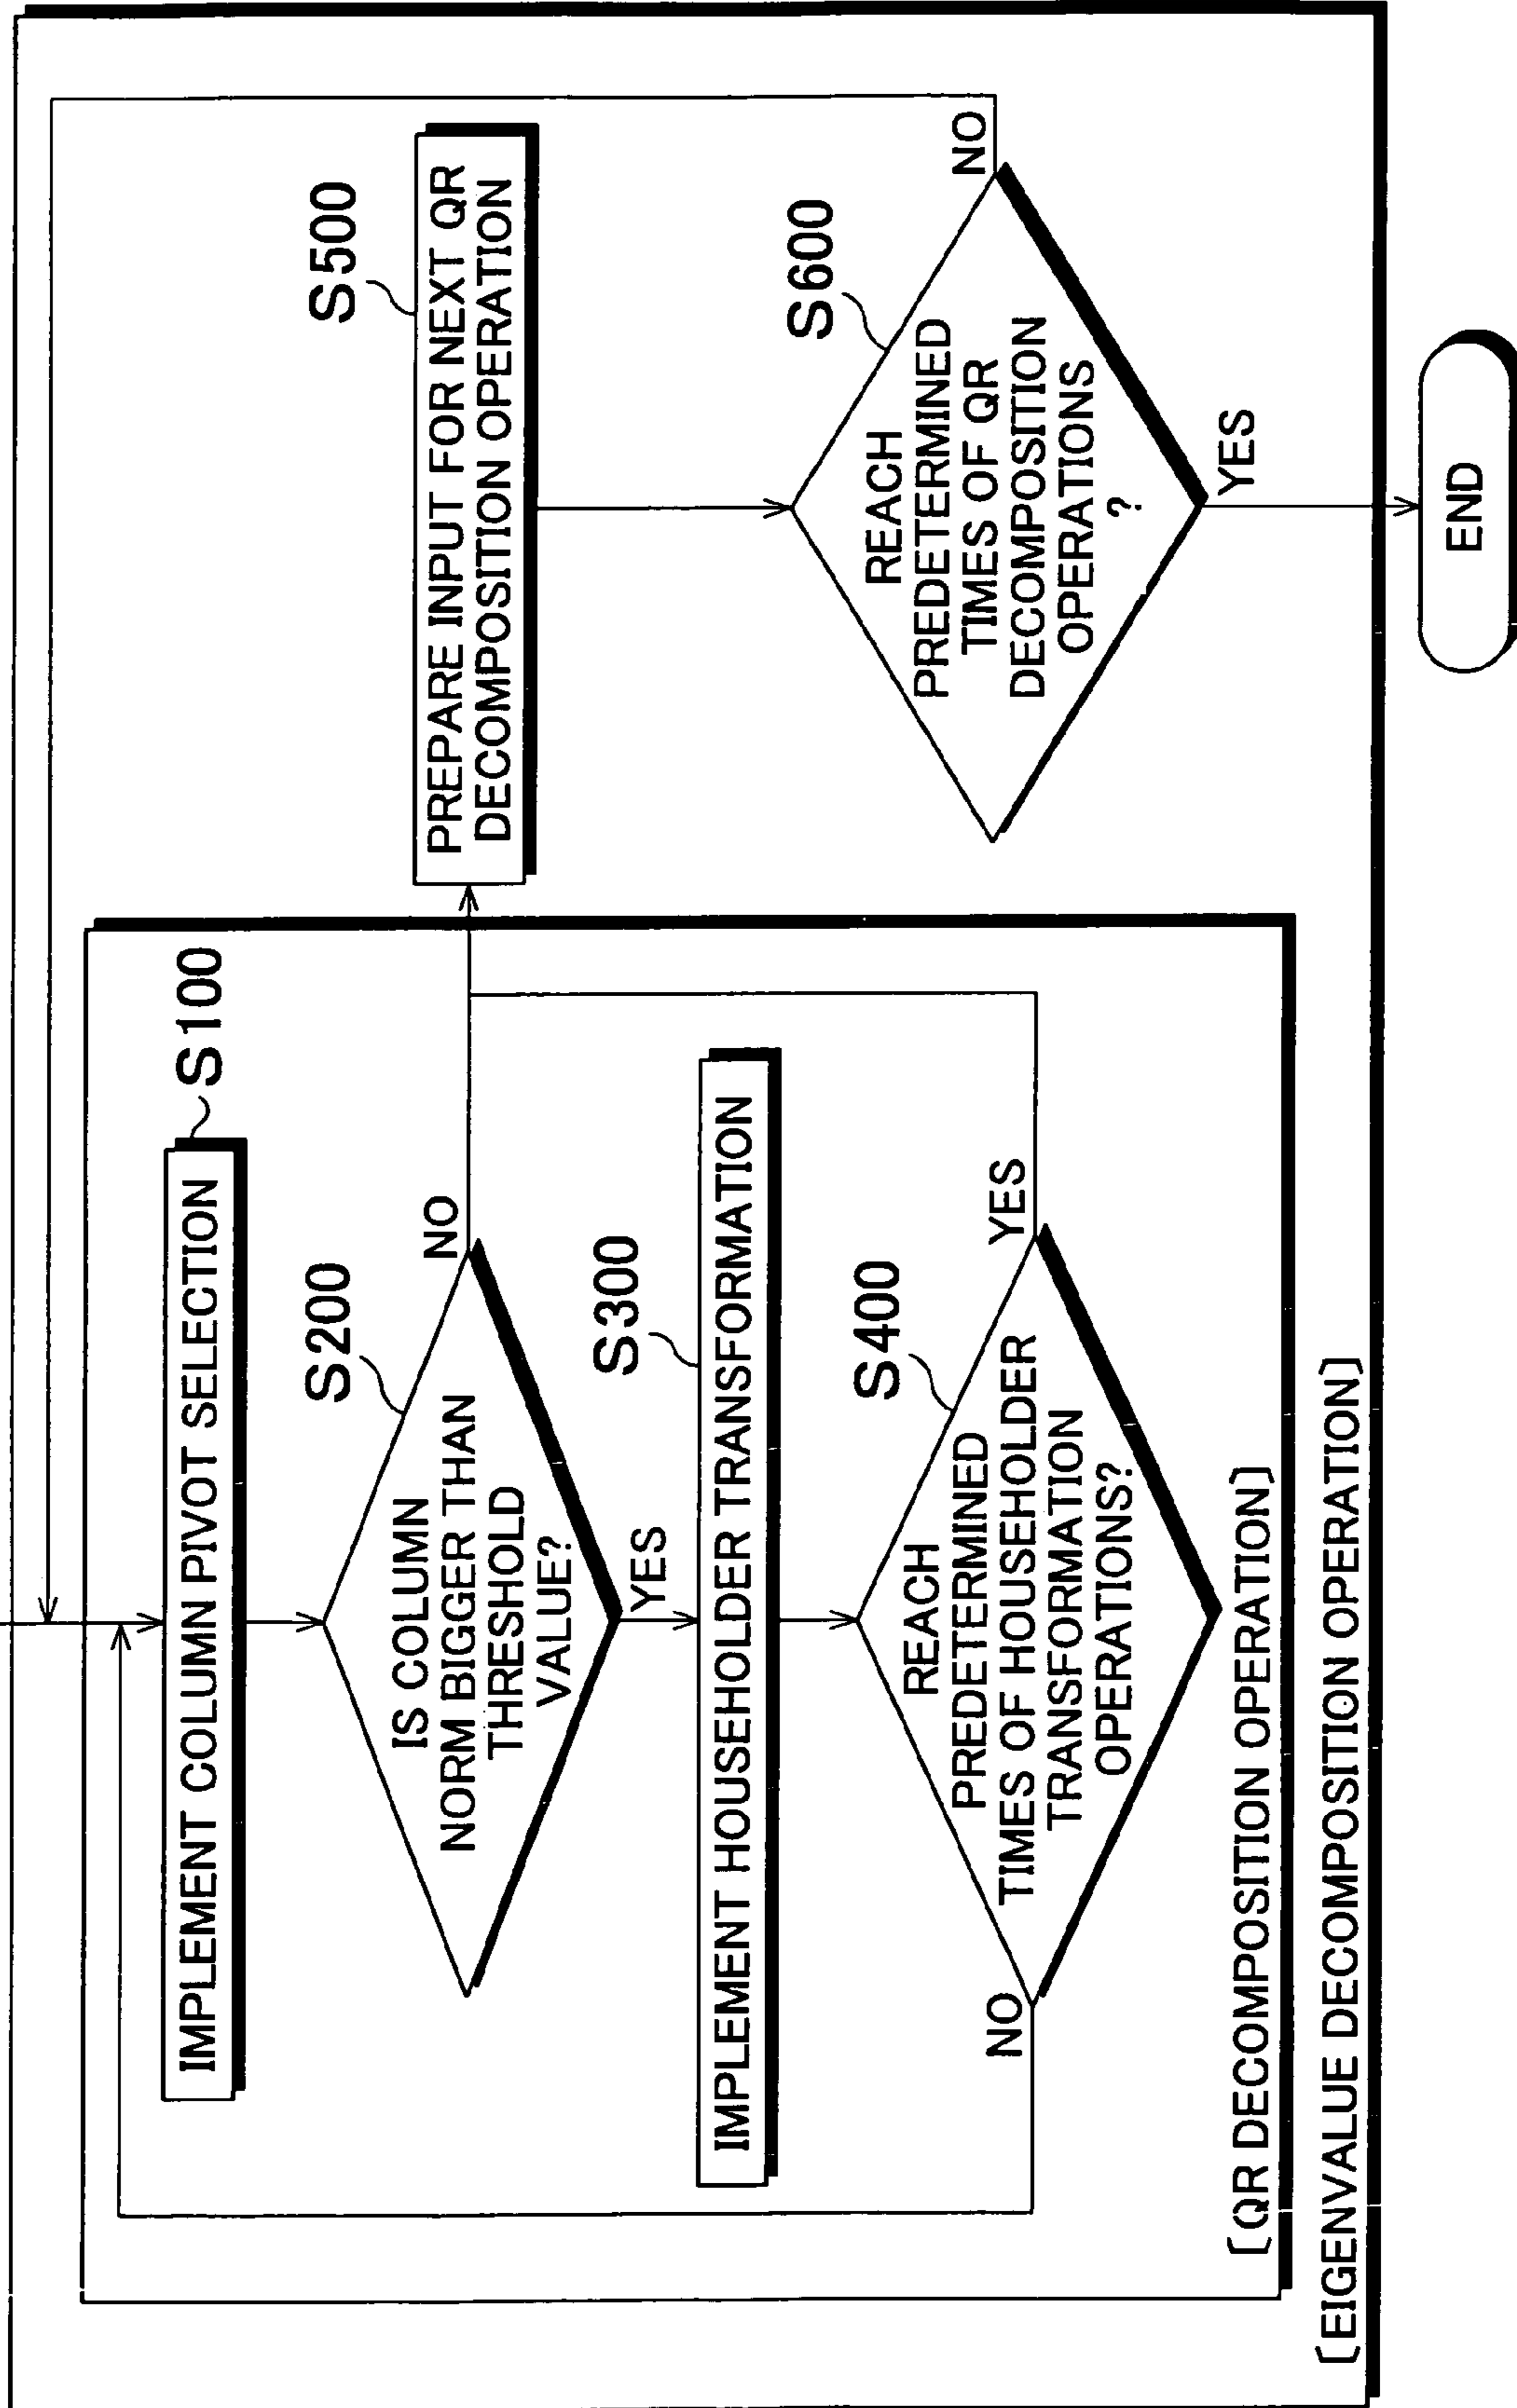 S100
IMPLEMENT COLUMN PIVOT SELECTION
S200
IS COLUMN
NORM BIGGER THAN
THRESHOLD
VALUE?
NO
YES
S300
IMPLEMENT HOUSEHOLDER TRANSFORMATION
S400
REACH
PREDETERMINED
TIMES OF HOUSEHOLDER
TRANSFORMATION
OPERATIONS?
NO
YES
[QR DECOMPOSITION OPERATION]
S500
PREPARE INPUT FOR NEXT QR
DECOMPOSITION OPERATION
S600
REACH
PREDETERMINED
TIMES OF QR
DECOMPOSITION
OPERATIONS
?
NO
YES
[EIGENVALUE DECOMPOSITION OPERATION]
END